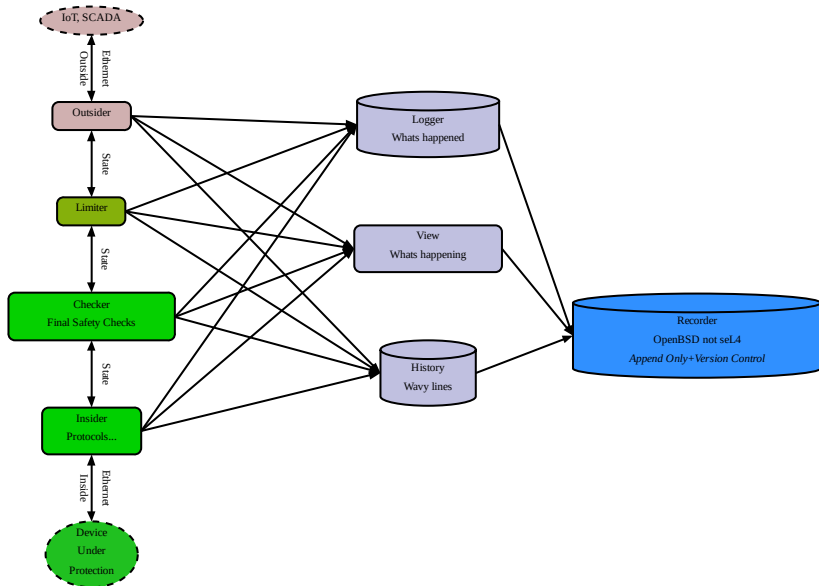 IoT, SCADA
Ethernet
Outside
Outsider
State
Limiter
State
Checker
Final Safety Checks
State
Insider
Protocols...
Ethernet
Inside
Device
Under
Protection
Logger
Whats happened
View
Whats happening
History
Wavy lines
Recorder
OpenBSD not seL4
Append Only+Version Control